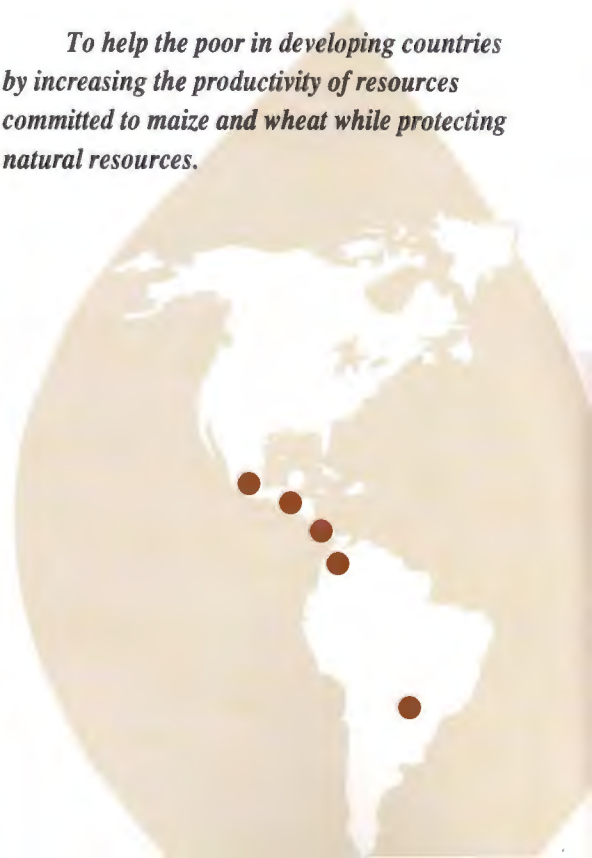 To help the poor in developing countries
by increasing the productivity of resources
committed to maize and wheat while protecting
natural resources.